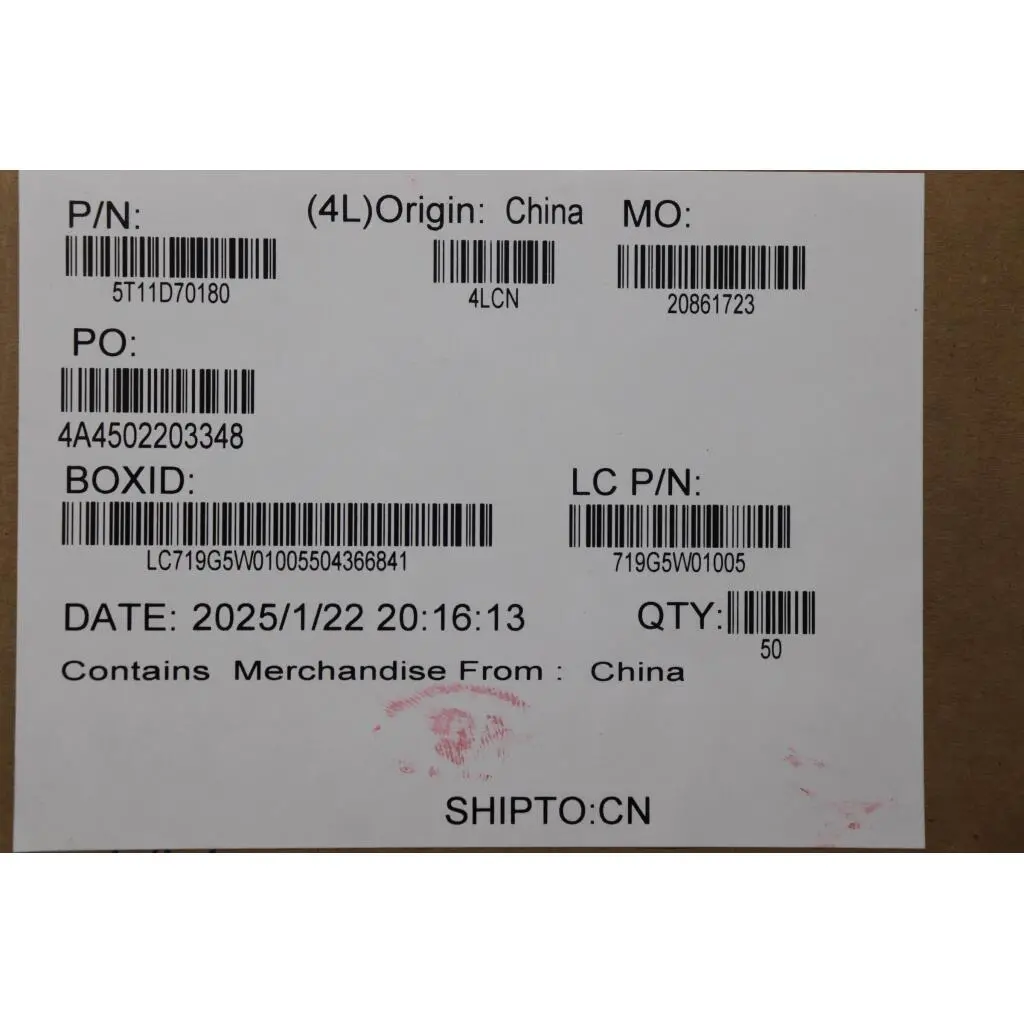 P/N: (4L)Origin: China MO:
5T11D70180 4LCN 20861723
PO:
4A4502203348
BOXID: LC P/N:
LC719G5W01005504366841 719G5W01005
DATE: 2025/1/22 20:16:13 QTY:
50
Contains Merchandise From : China
SHIPTO:CN